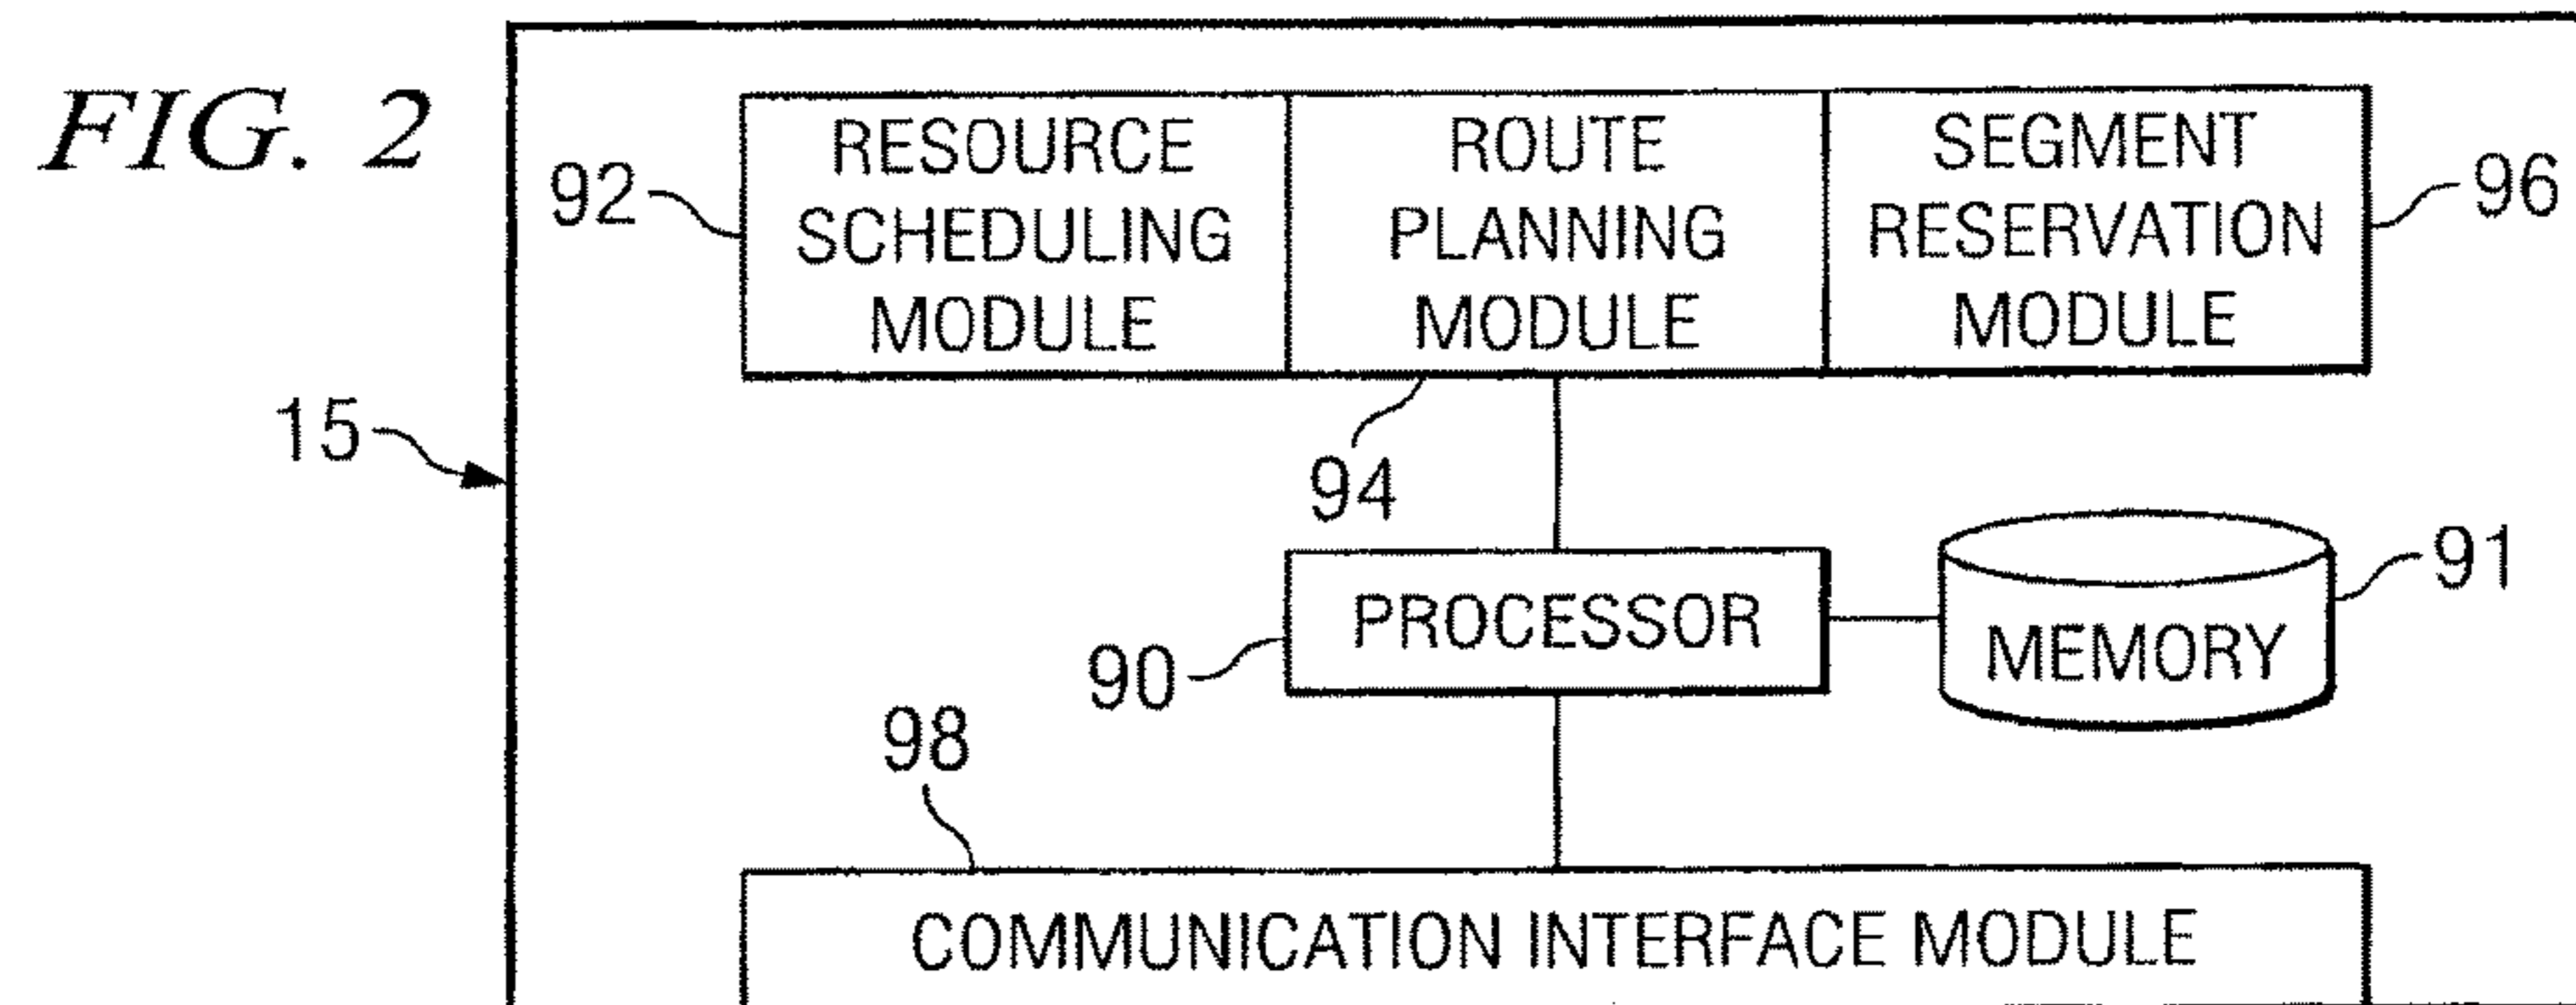 FIG. 2
92
RESOURCE
SCHEDULING
MODULE
ROUTE
PLANNING
MODULE
SEGMENT
RESERVATION
MODULE
96
15
94
PROCESSOR
90
MEMORY
91
98
COMMUNICATION INTERFACE MODULE